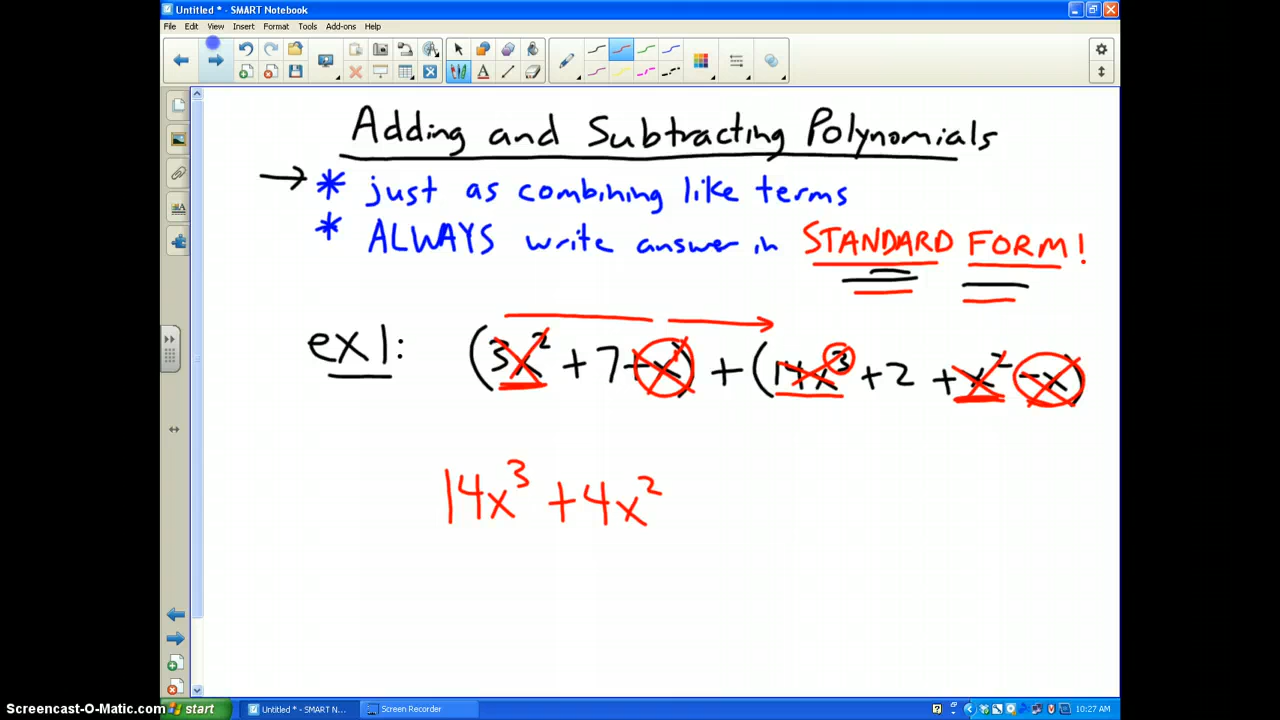 Untitled * - SMART Notebook
File Edit View Insert Format Tools Add-ons Help
Adding and Subtracting Polynomials
→ * just as combining like terms
* ALWAYS write answer in STANDARD FORM!
ex 1: (3x² + 7 + x) + (14x³ + 2 + x² - x)
14x³ + 4x²
Screencast-O-Matic.com start Untitled * - SMART N... Screen Recorder ? 10:27 AM